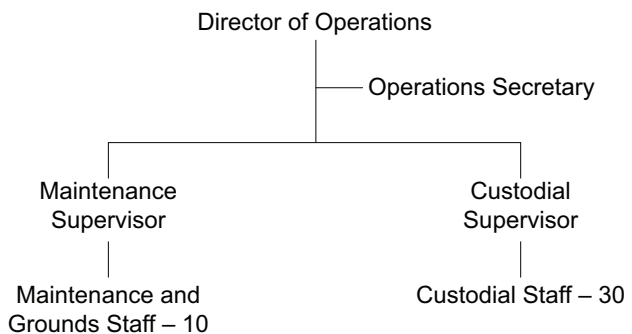 Director of Operations
Operations Secretary
Maintenance
Supervisor
Custodial
Supervisor
Maintenance and
Grounds Staff – 10
Custodial Staff – 30